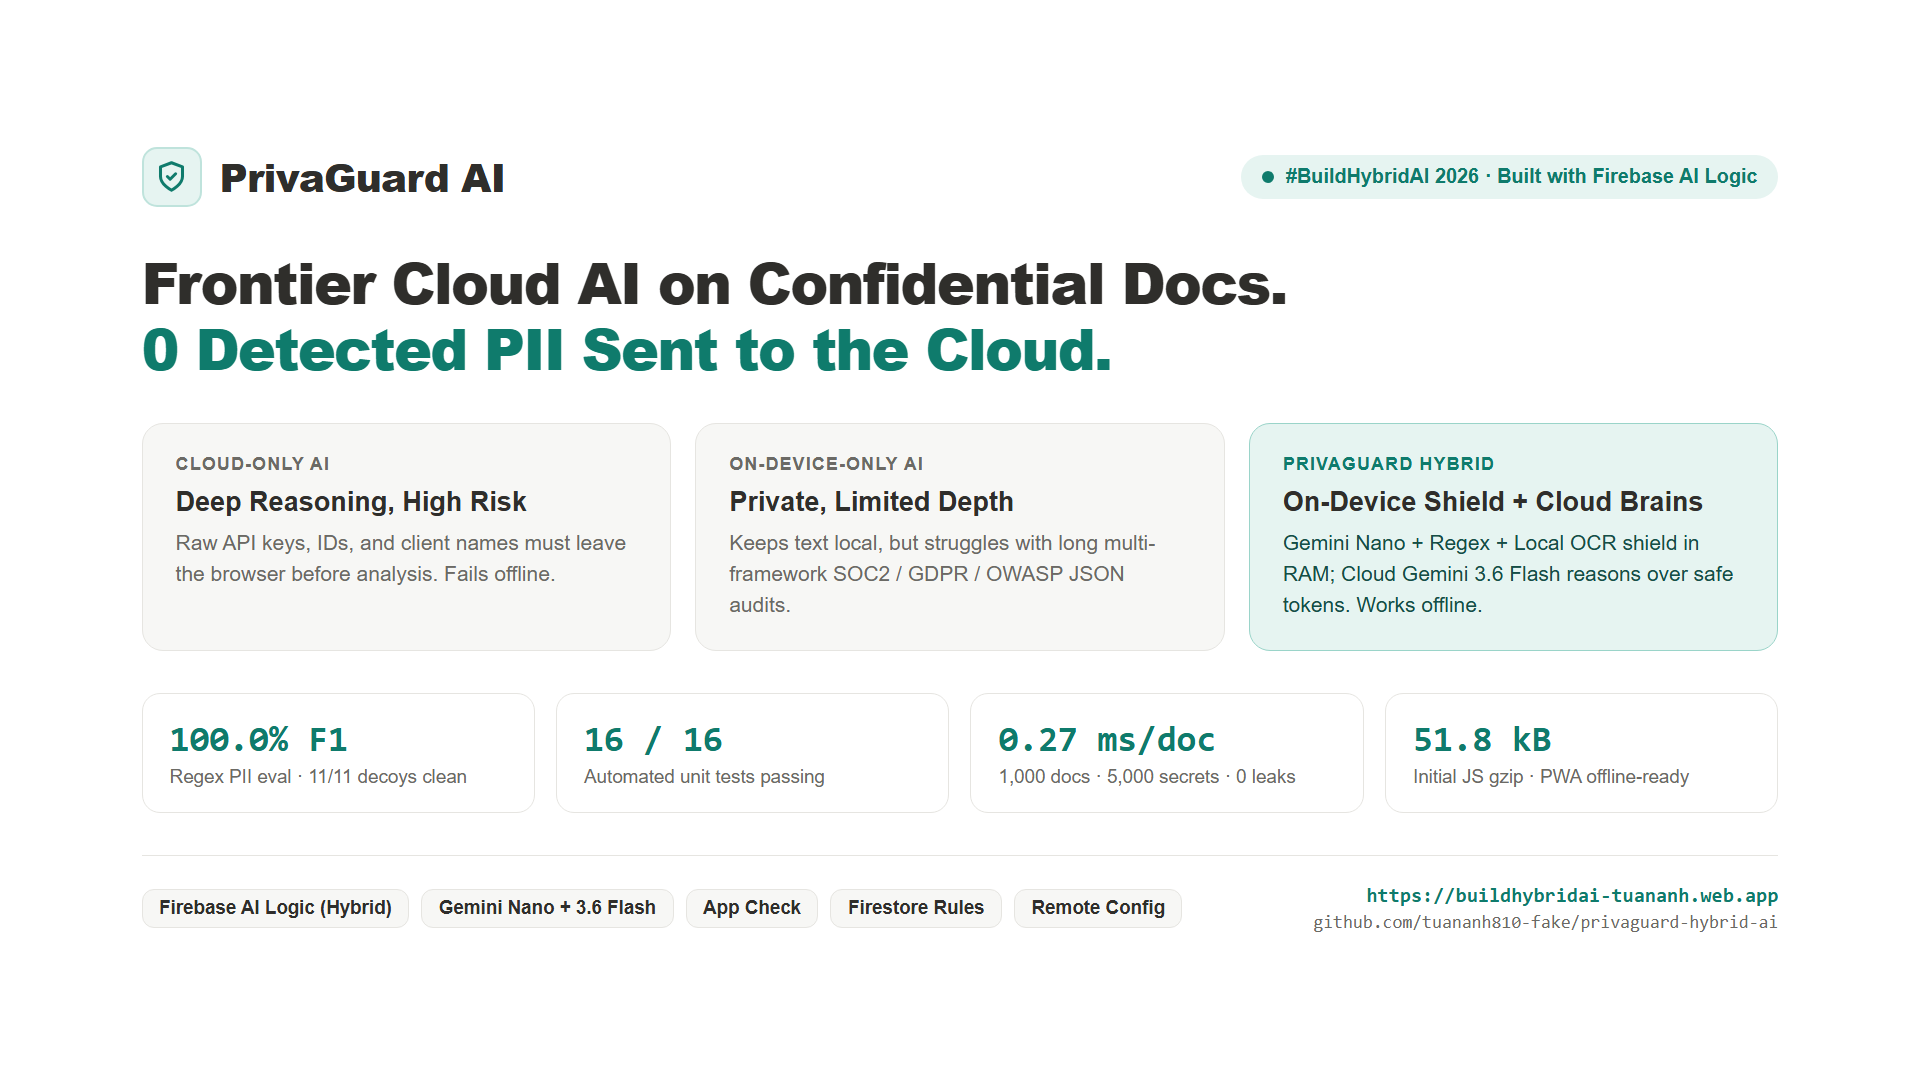 PrivaGuard AI
#BuildHybridAI 2026 · Built with Firebase AI Logic
Frontier Cloud AI on Confidential Docs.
0 Detected PII Sent to the Cloud.
CLOUD-ONLY AI
Deep Reasoning, High Risk
Raw API keys, IDs, and client names must leave
the browser before analysis. Fails offline.
ON-DEVICE-ONLY AI
Private, Limited Depth
Keeps text local, but struggles with long multi-
framework SOC2 / GDPR / OWASP JSON
audits.
PRIVAGUARD HYBRID
On-Device Shield + Cloud Brains
Gemini Nano + Regex + Local OCR shield in
RAM; Cloud Gemini 3.6 Flash reasons over safe
tokens. Works offline.
100.0% F1
Regex PII eval · 11/11 decoys clean
16 / 16
Automated unit tests passing
0.27 ms/doc
1,000 docs · 5,000 secrets · 0 leaks
51.8 kB
Initial JS gzip · PWA offline-ready
Firebase AI Logic (Hybrid)
Gemini Nano + 3.6 Flash
App Check
Firestore Rules
Remote Config
https://buildhybridai-tuananh.web.app
github.com/tuananh810-fake/privaguard-hybrid-ai